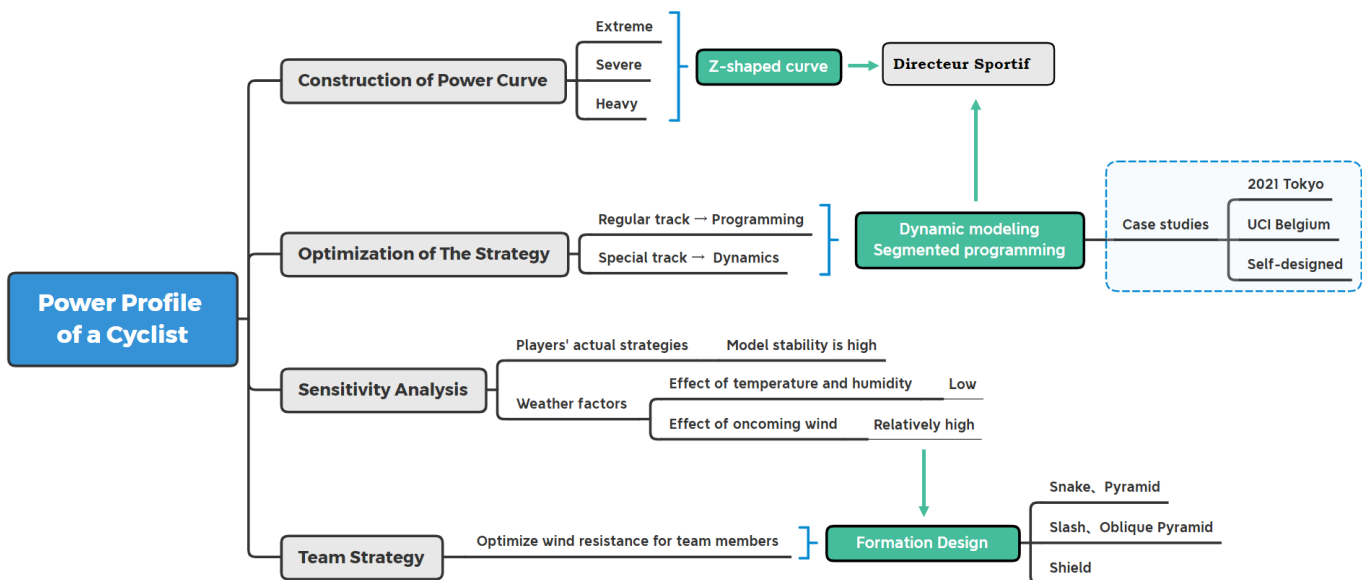 Power Profile
of a Cyclist
Construction of Power Curve
Extreme
Severe
Heavy
Z-shaped curve
Directeur Sportif
Optimization of The Strategy
Regular track → Programming
Special track → Dynamics
Dynamic modeling
Segmented programming
Case studies
2021 Tokyo
UCI Belgium
Self-designed
Sensitivity Analysis
Players' actual strategies
Model stability is high
Weather factors
Effect of temperature and humidity
Low
Effect of oncoming wind
Relatively high
Team Strategy
Optimize wind resistance for team members
Formation Design
Snake、Pyramid
Slash、Oblique Pyramid
Shield